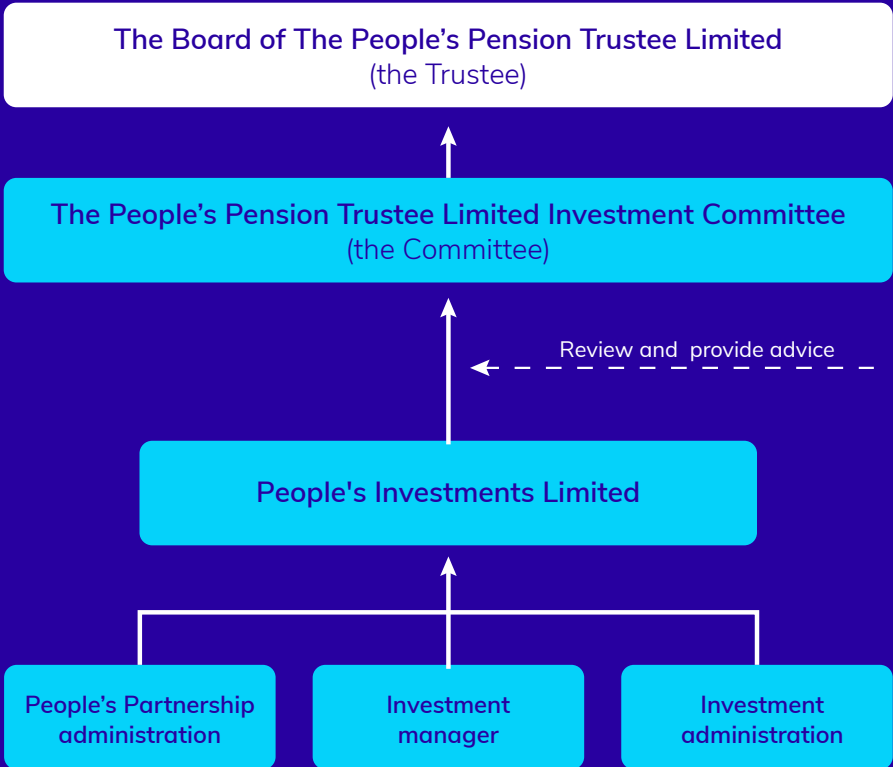 The Board of The People’s Pension Trustee Limited
(the Trustee)
The People’s Pension Trustee Limited Investment Committee
(the Committee)
Review and provide advice
People's Investments Limited
People’s Partnership
administration
Investment
manager
Investment
administration